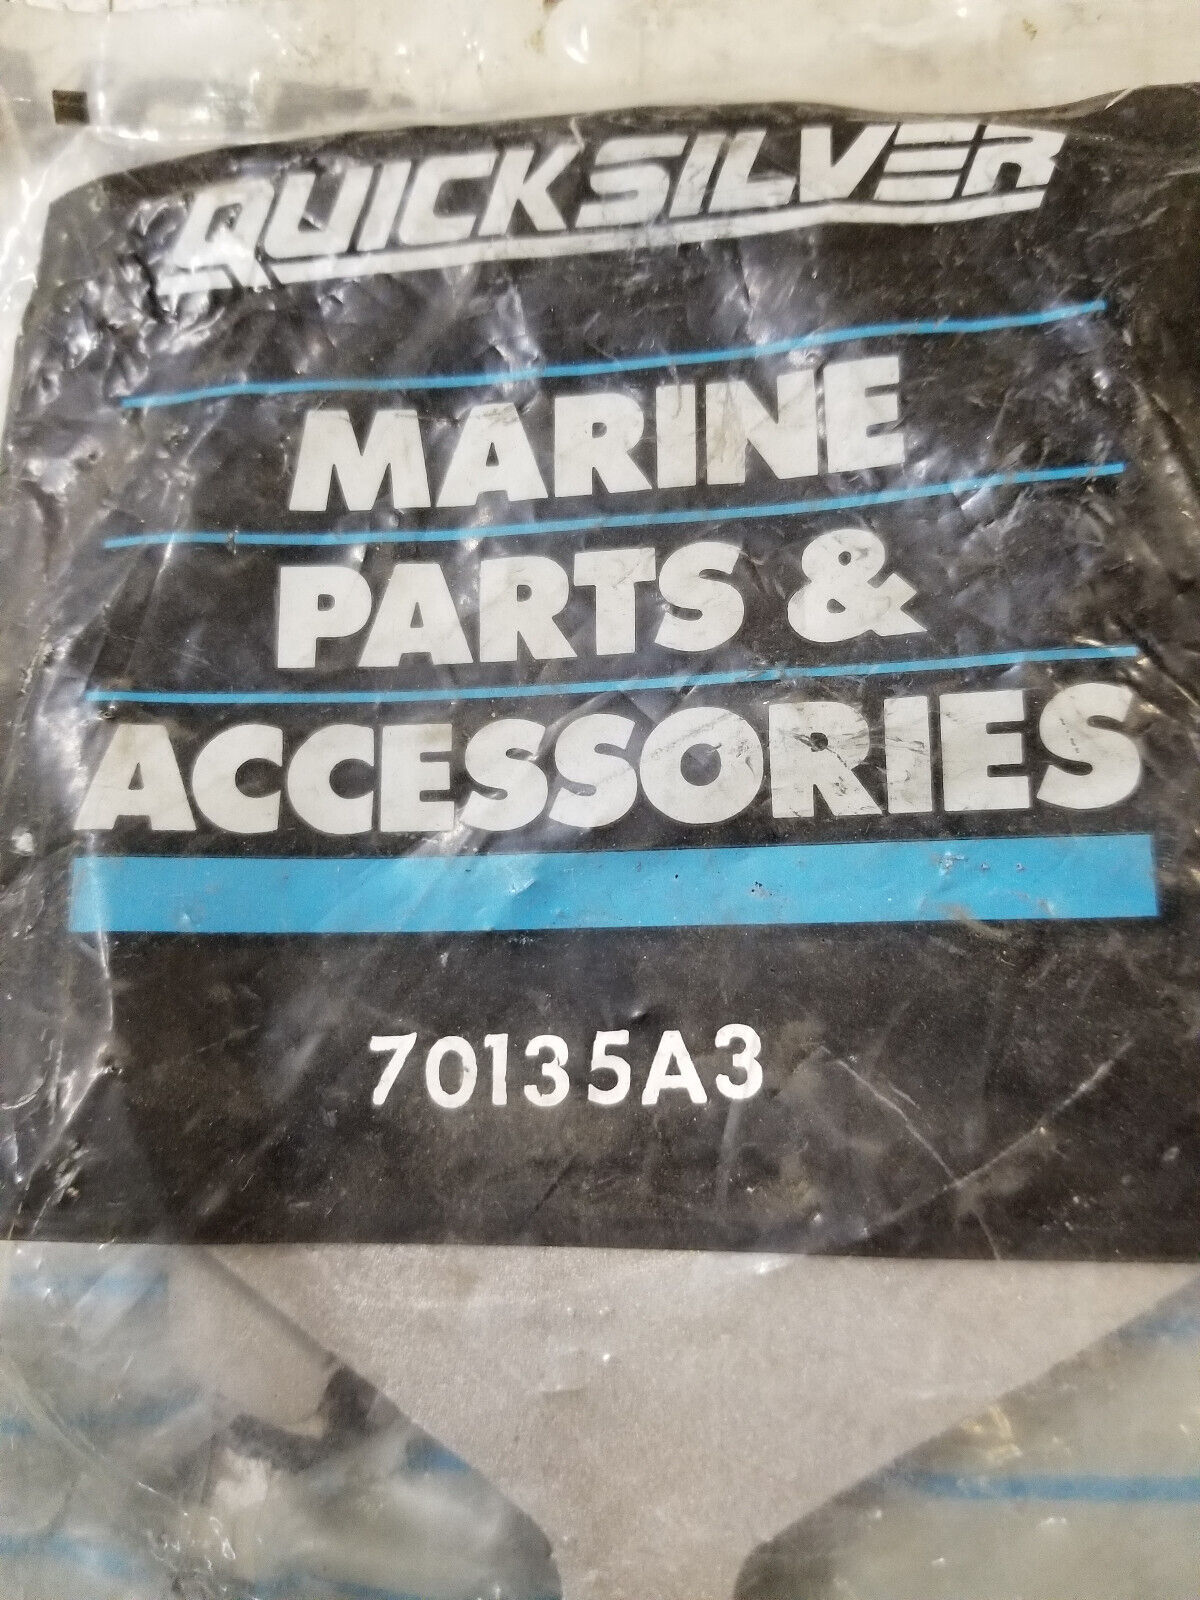 QUICKSILVER
MARINE
PARTS &
ACCESSORIES
70135A3